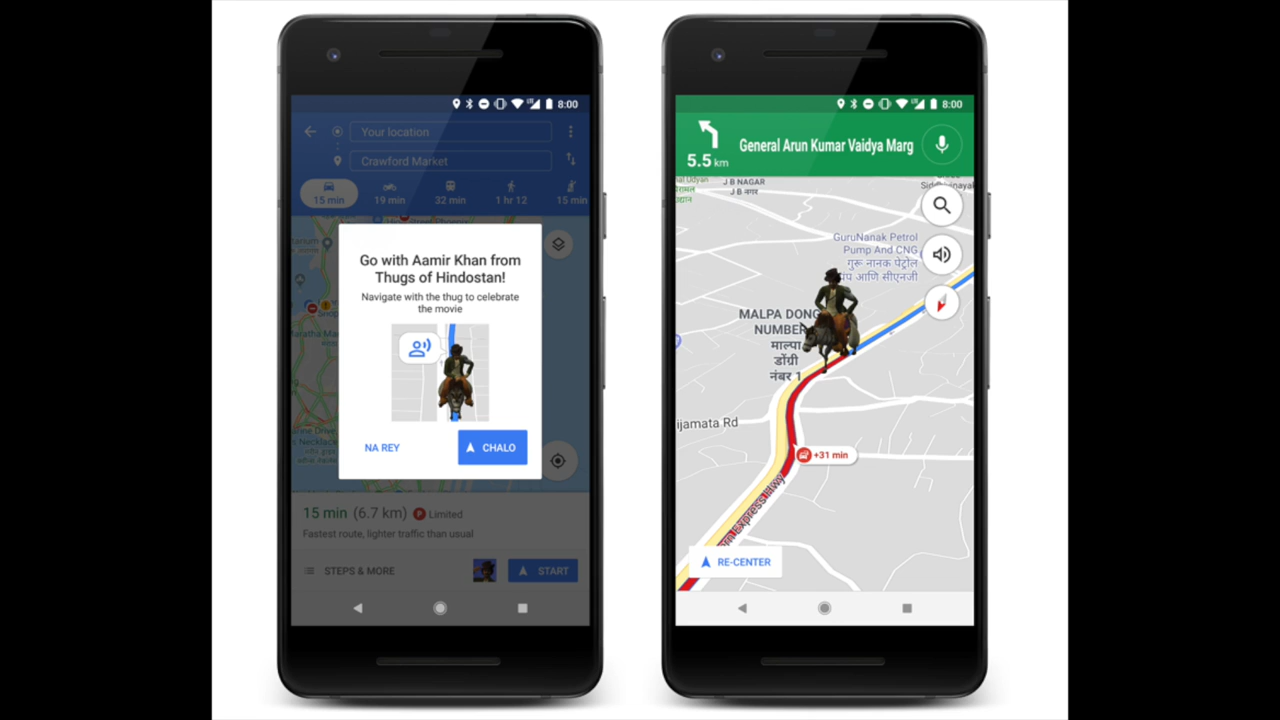 8:00
Your location
Crawford Market
15 min
19 min
32 min
1 hr 12
15 min
Go with Aamir Khan from
Thugs of Hindostan!
Navigate with the thug to celebrate
the movie
NA REY
CHALO
15 min (6.7 km) P Limited
Fastest route, lighter traffic than usual
STEPS & MORE
START
8:00
5.5 km
General Arun Kumar Vaidya Marg
J B NAGAR
J B नगर
GuruNanak Petrol
Pump And CNG
गुरू नानक पेट्रोल
पंप आणि सीएनजी
MALPA DONG
NUMBER
माल्पा
डोंग्री
नंबर 1
ijamata Rd
+31 min
Express Hwy
RE-CENTER